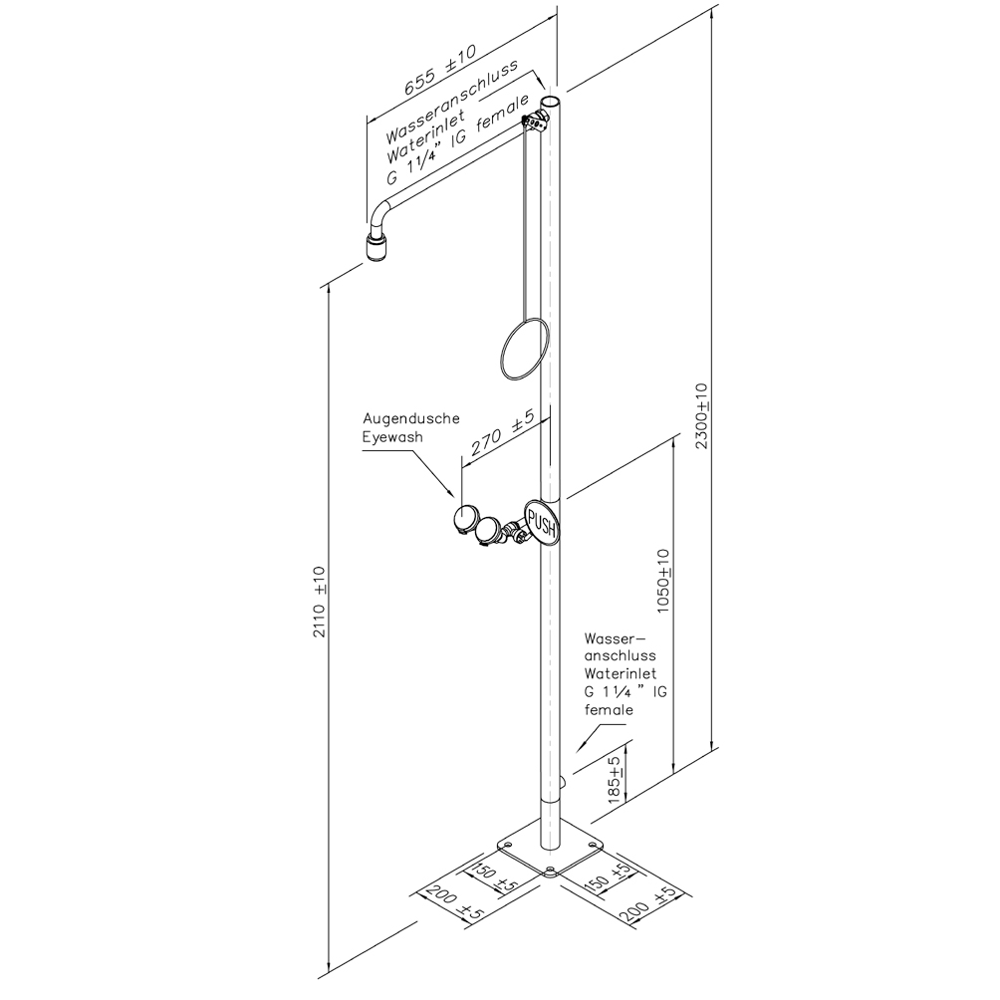 655 ±10
Wasseranschluss
Waterinlet
G 1¼” IG female
Augendusche
Eyewash
270 ±5
PUSH
2300±10
2110 ±10
1050±10
Wasser-
anschluss
Waterinlet
G 1¼” IG
female
185±5
150 ±5
200 ±5
150 ±5
200 ±5